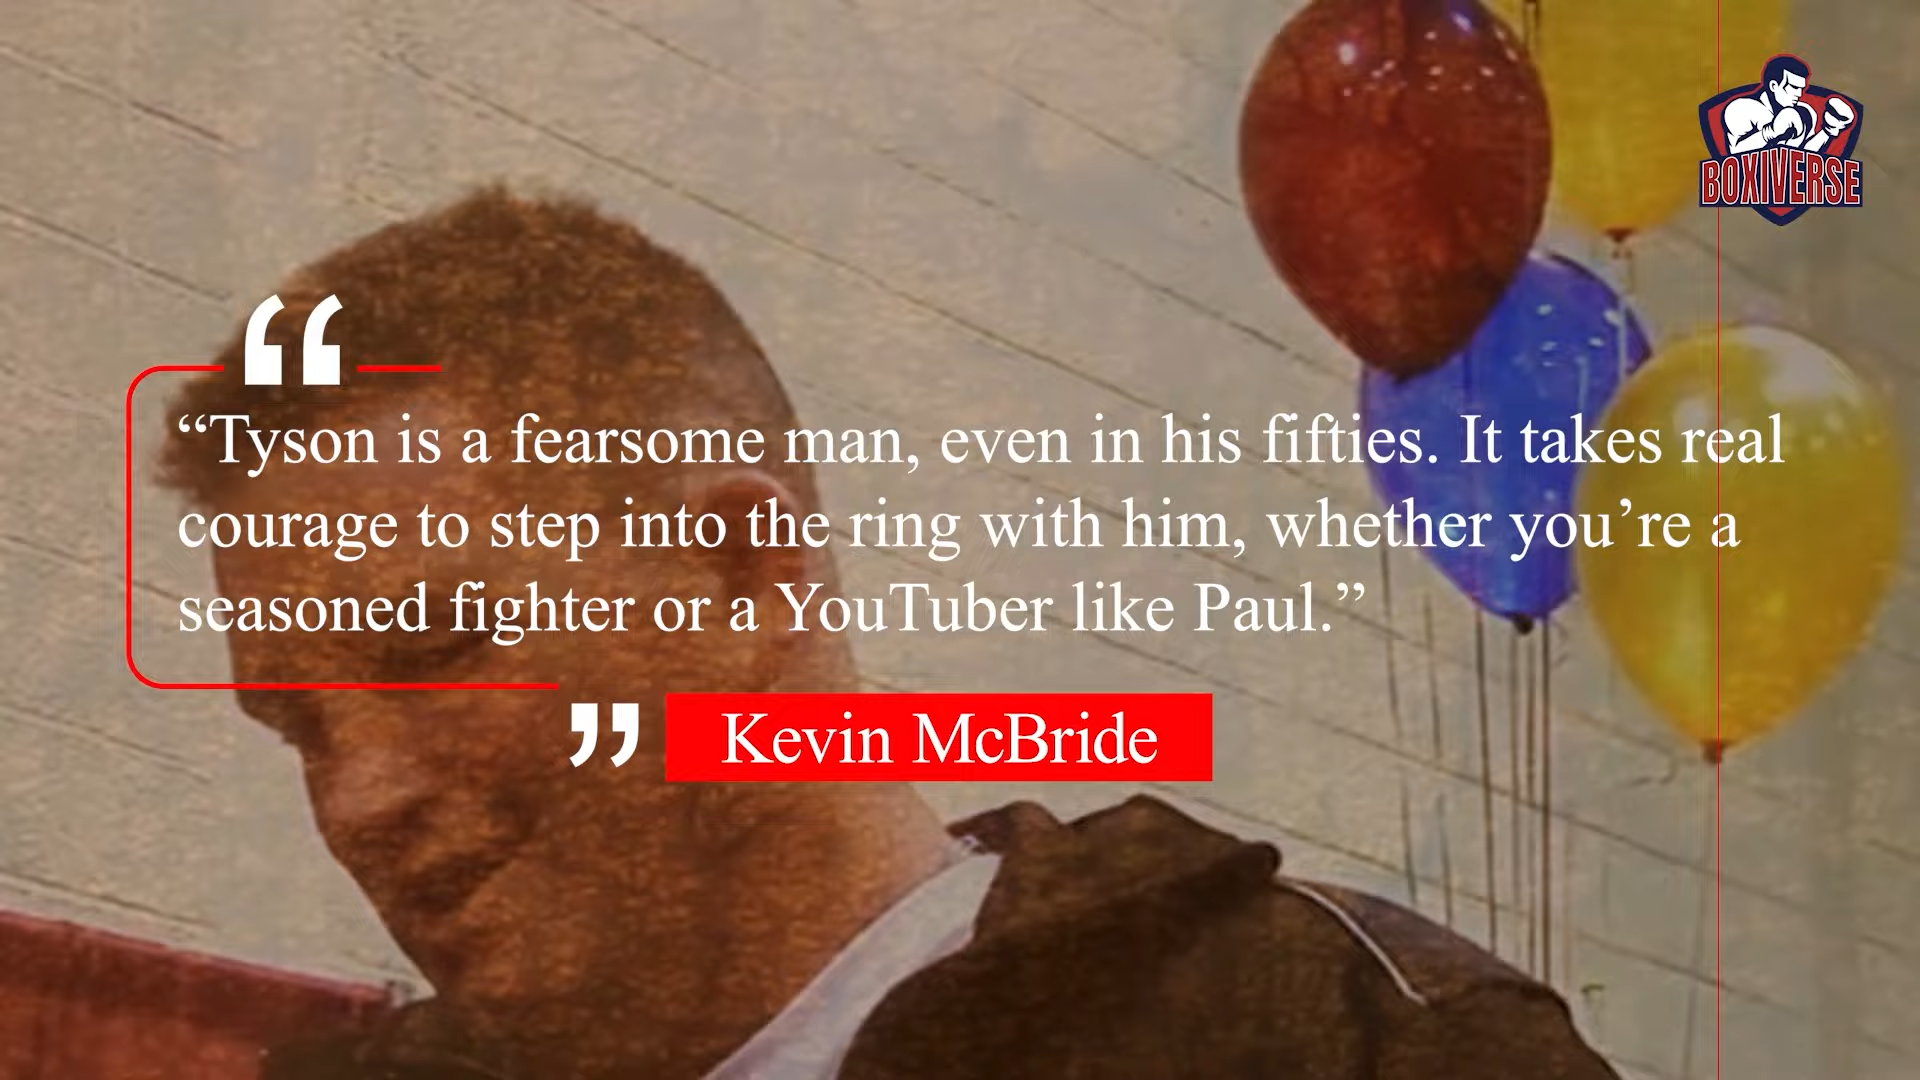 BOXIVERSE
“Tyson is a fearsome man, even in his fifties. It takes real
courage to step into the ring with him, whether you’re a
seasoned fighter or a YouTuber like Paul.”
Kevin McBride